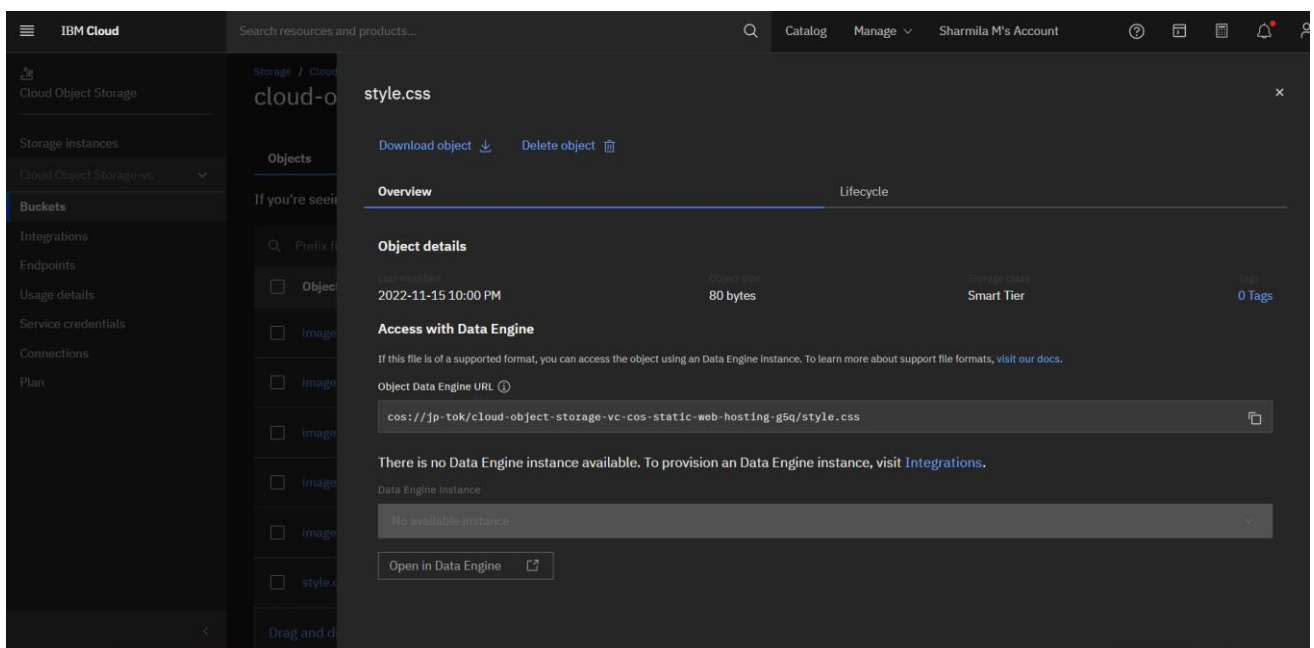 IBM Cloud
Search resources and products...
Catalog
Manage
Sharmila M's Account
Cloud Object Storage
Storage instances
Cloud Object Storage-vc
Buckets
Integrations
Endpoints
Usage details
Service credentials
Connections
Plan
Storage / Cloud
cloud-o
Objects
If you're seein
Prefix fi
Object
image
image
image
image
image
style.c
Drag and d
style.css
Download object
Delete object
Overview
Lifecycle
Object details
Last modified
Object size
Storage class
Tags
2022-11-15 10:00 PM
80 bytes
Smart Tier
0 Tags
Access with Data Engine
If this file is of a supported format, you can access the object using an Data Engine instance. To learn more about support file formats, visit our docs.
Object Data Engine URL
cos://jp-tok/cloud-object-storage-vc-cos-static-web-hosting-g5q/style.css
There is no Data Engine instance available. To provision an Data Engine instance, visit Integrations.
Data Engine instance
No available instance
Open in Data Engine